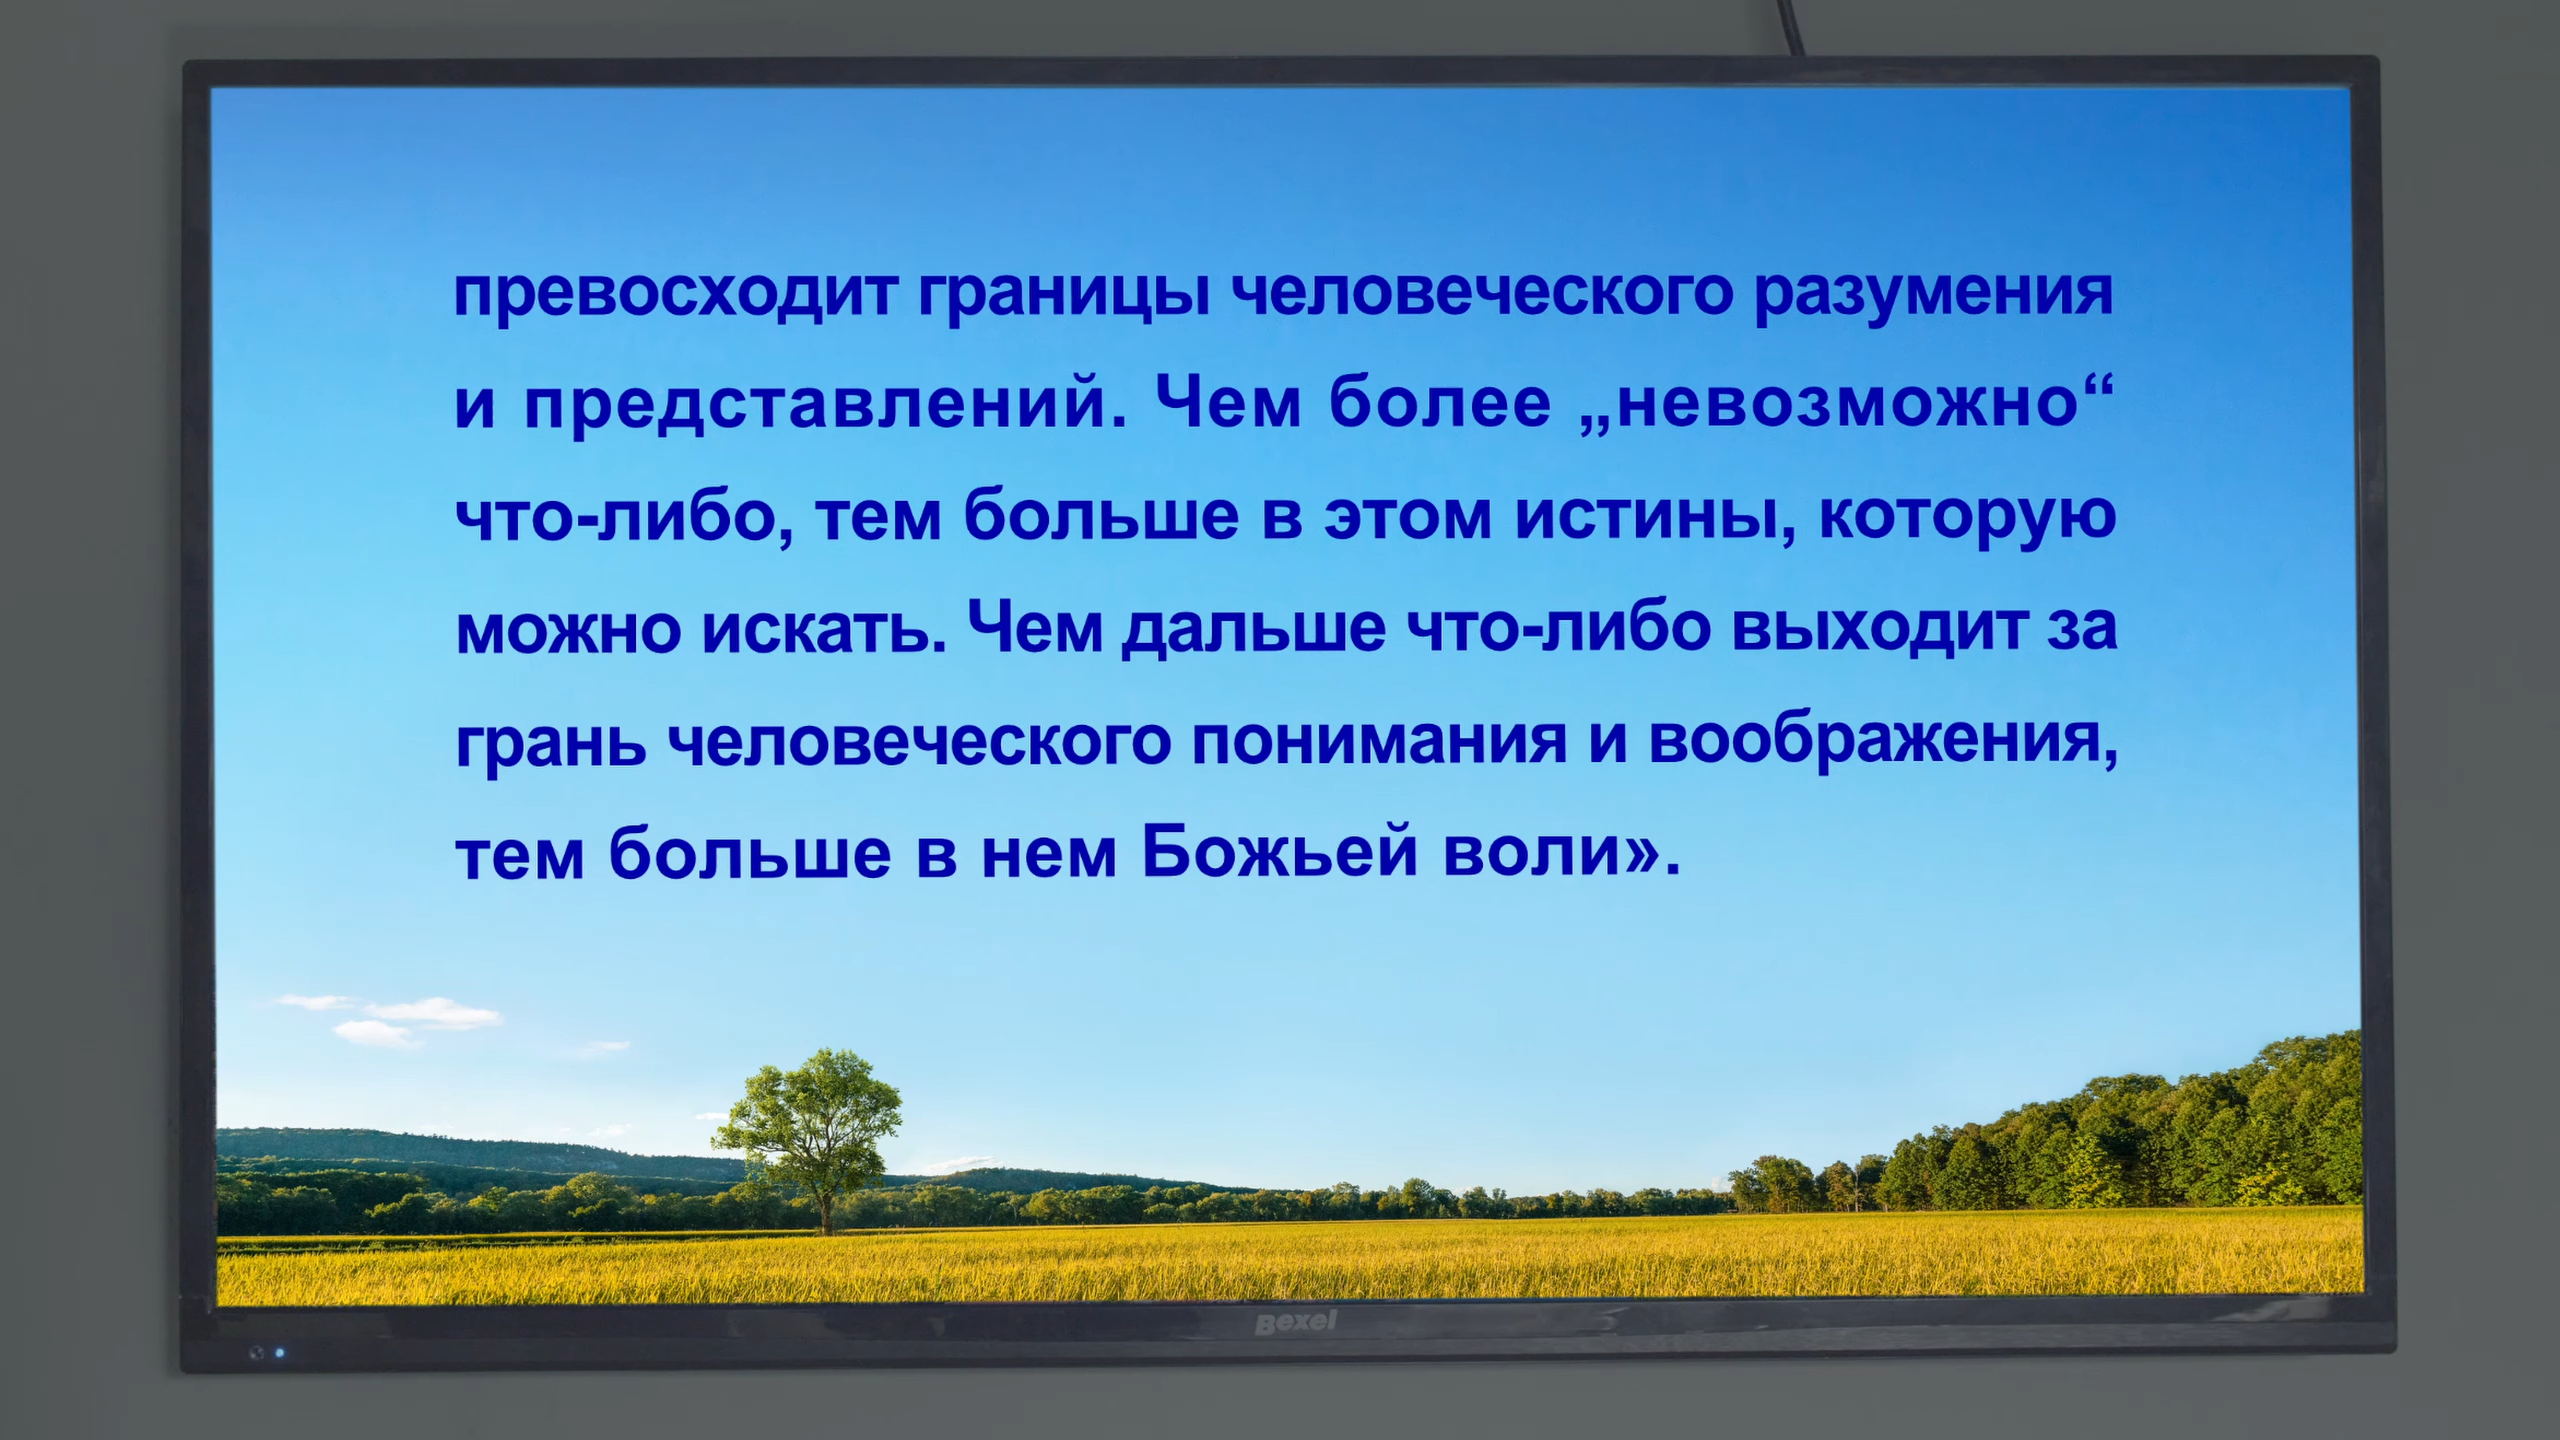 превосходит границы человеческого разумения
и представлений. Чем более „невозможно“
что-либо, тем больше в этом истины, которую
можно искать. Чем дальше что-либо выходит за
грань человеческого понимания и воображения,
тем больше в нем Божьей воли».
Bexel